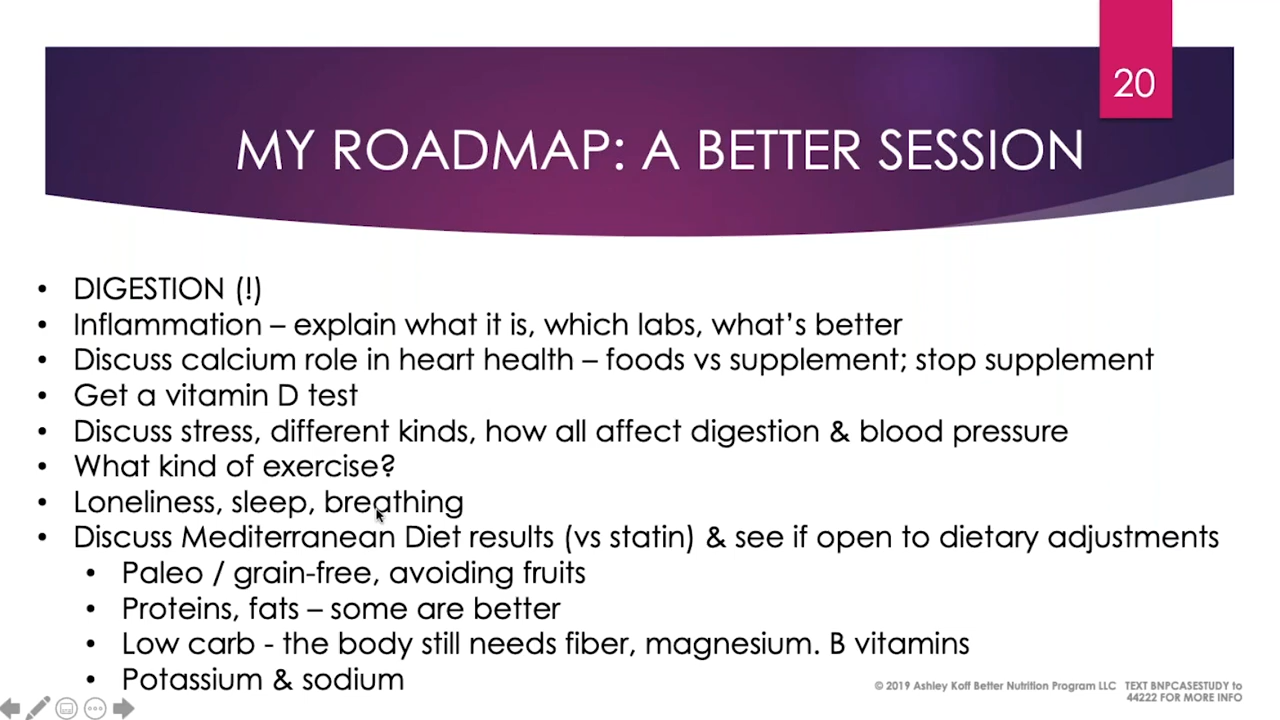 20
MY ROADMAP: A BETTER SESSION
• DIGESTION (!)
• Inflammation – explain what it is, which labs, what's better
• Discuss calcium role in heart health – foods vs supplement; stop supplement
• Get a vitamin D test
• Discuss stress, different kinds, how all affect digestion & blood pressure
• What kind of exercise?
• Loneliness, sleep, breathing
• Discuss Mediterranean Diet results (vs statin) & see if open to dietary adjustments
• Paleo / grain-free, avoiding fruits
• Proteins, fats – some are better
• Low carb - the body still needs fiber, magnesium. B vitamins
• Potassium & sodium
© 2019 Ashley Koff Better Nutrition Program LLC TEXT BNPCASESTUDY to
44222 FOR MORE INFO